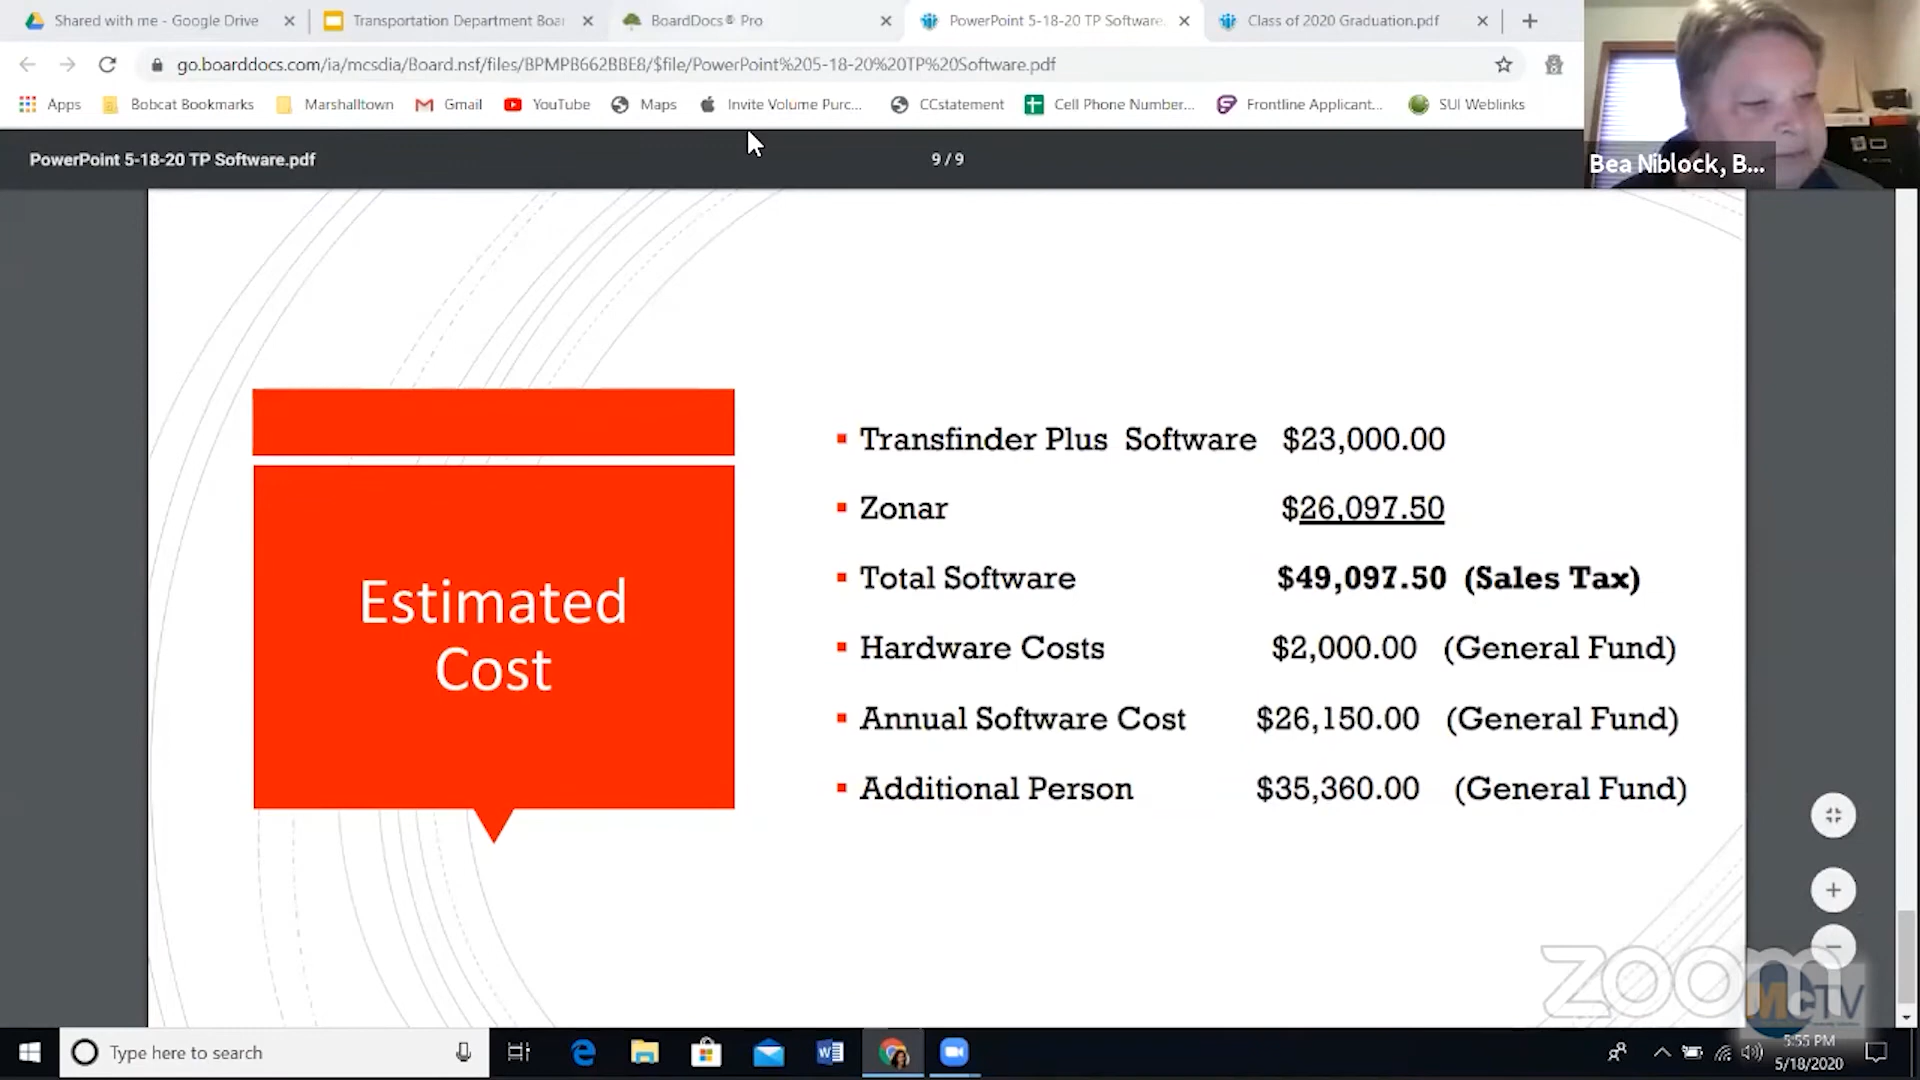 Shared with me - Google Drive
Transportation Department Boar
BoardDocs® Pro
PowerPoint 5-18-20 TP Software.
Class of 2020 Graduation.pdf
go.boarddocs.com/ia/mcsdia/Board.nsf/files/BPMPB662BBE8/$file/PowerPoint%205-18-20%20TP%20Software.pdf
Apps
Bobcat Bookmarks
Marshalltown
Gmail
YouTube
Maps
Invite Volume Purc...
CCstatement
Cell Phone Number...
Frontline Applicant...
SUI Weblinks
PowerPoint 5-18-20 TP Software.pdf
9 / 9
Bea Niblock, B...
Estimated
Cost
Transfinder Plus Software $23,000.00
Zonar $26,097.50
Total Software $49,097.50 (Sales Tax)
Hardware Costs $2,000.00 (General Fund)
Annual Software Cost $26,150.00 (General Fund)
Additional Person $35,360.00 (General Fund)
zoom
McTV
Type here to search
5:55 PM
5/18/2020